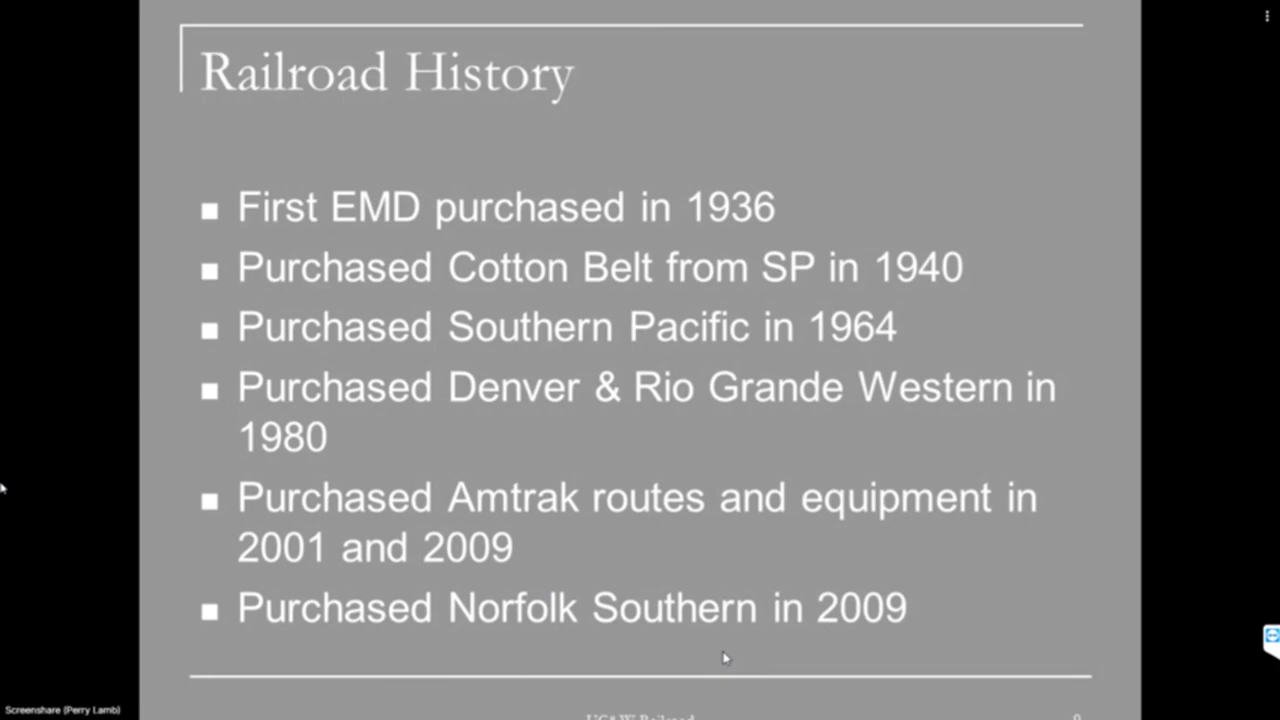 Railroad History
First EMD purchased in 1936
Purchased Cotton Belt from SP in 1940
Purchased Southern Pacific in 1964
Purchased Denver & Rio Grande Western in
1980
Purchased Amtrak routes and equipment in
2001 and 2009
Purchased Norfolk Southern in 2009
Screenshare (Perry Lamb)
Railroad